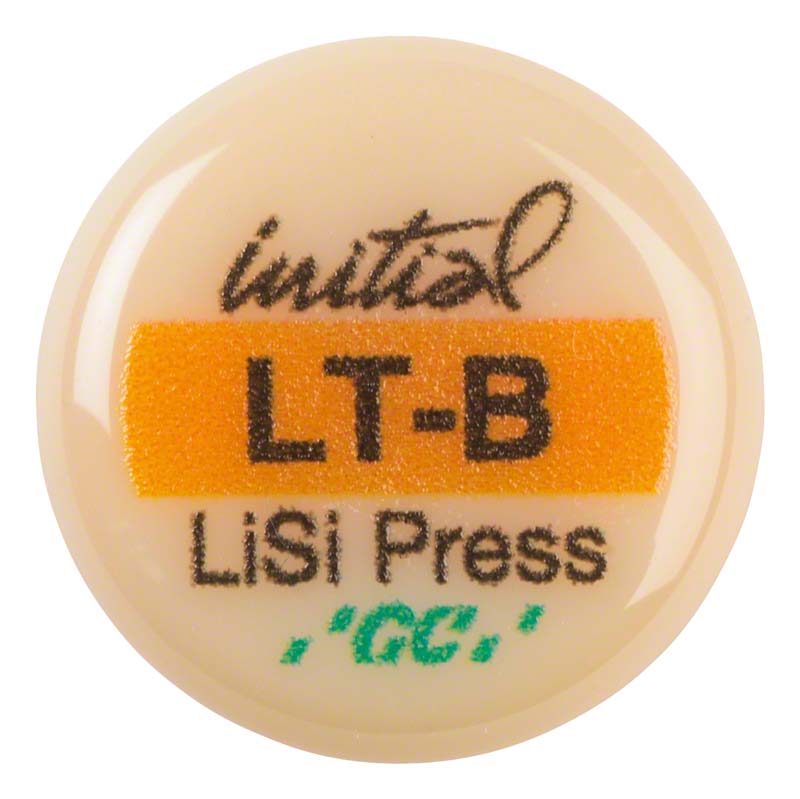 initial
LT-B
LiSi Press
,'GC,'